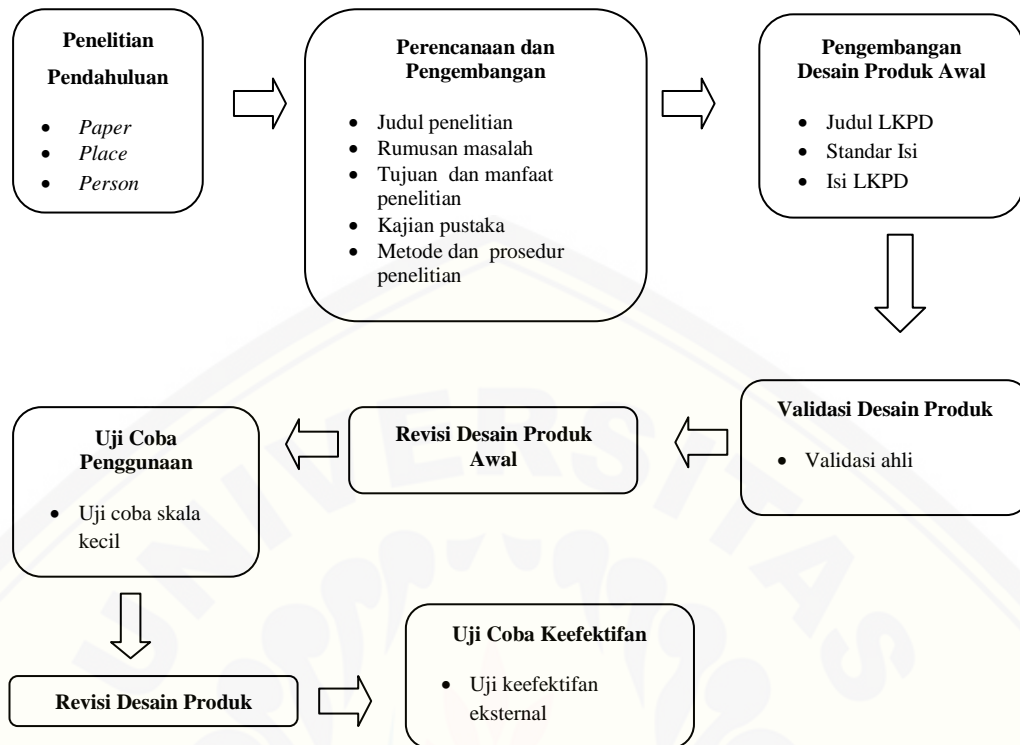 Penelitian
Pendahuluan
• Paper
• Place
• Person
Perencanaan dan
Pengembangan
• Judul penelitian
• Rumusan masalah
• Tujuan dan manfaat
penelitian
• Kajian pustaka
• Metode dan prosedur
penelitian
Pengembangan
Desain Produk Awal
• Judul LKPD
• Standar Isi
• Isi LKPD
Validasi Desain Produk
• Validasi ahli
Revisi Desain Produk
Awal
Uji Coba
Penggunaan
• Uji coba skala
kecil
Revisi Desain Produk
Uji Coba Keefektifan
• Uji keefektifan
eksternal
UNIVERSITAS